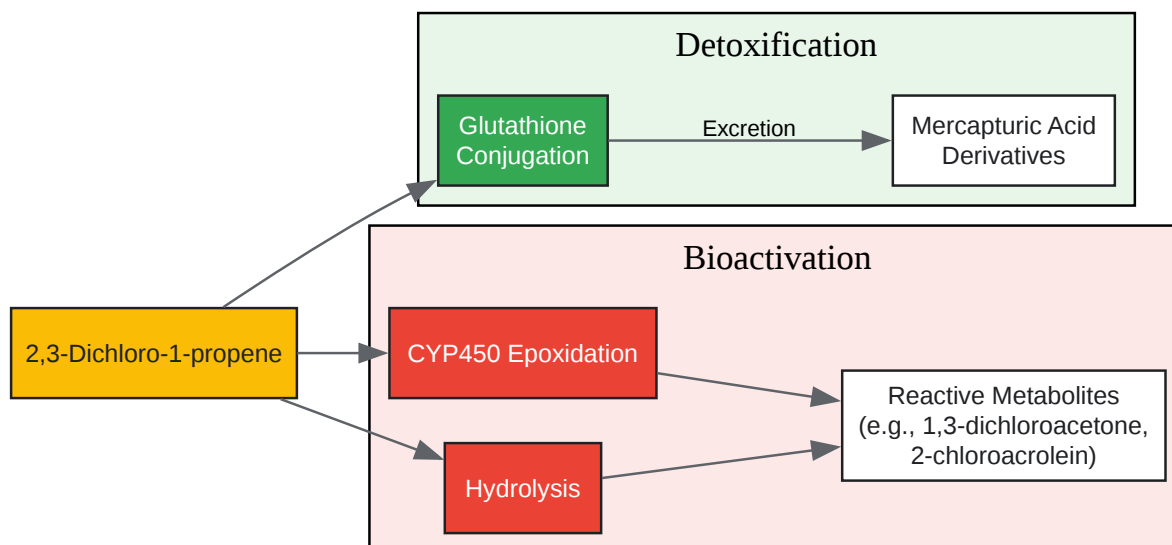 Detoxification
Glutathione
Conjugation
Excretion
Mercapturic Acid
Derivatives
Bioactivation
2,3-Dichloro-1-propene
CYP450 Epoxidation
Hydrolysis
Reactive Metabolites
(e.g., 1,3-dichloroacetone,
2-chloroacrolein)